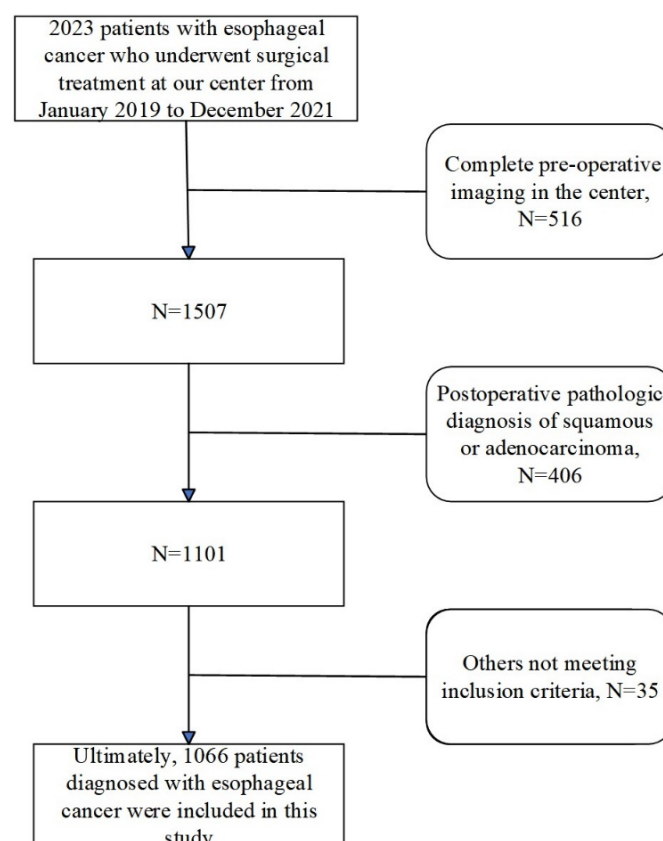 2023 patients with esophageal
cancer who underwent surgical
treatment at our center from
January 2019 to December 2021
Complete pre-operative
imaging in the center,
N=516
N=1507
Postoperative pathologic
diagnosis of squamous
or adenocarcinoma,
N=406
N=1101
Others not meeting
inclusion criteria, N=35
Ultimately, 1066 patients
diagnosed with esophageal
cancer were included in this
study